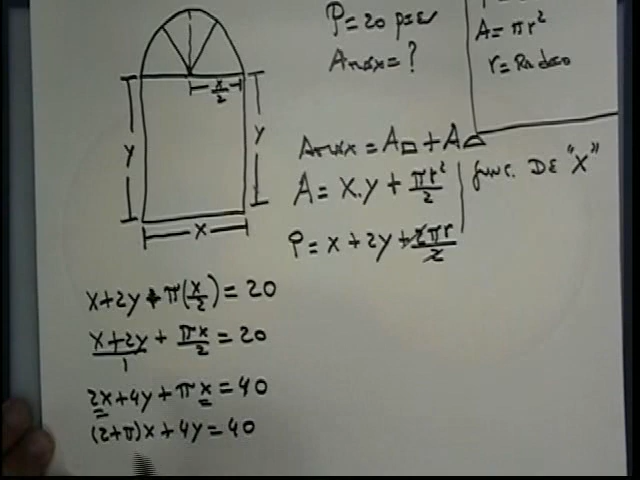 P = 20 pies
Amax = ?
A = πr²
r = Radio
x/2
y
y
x
Amax = A□ + A⌓
A = X.y + πr²/2
func. DE "X"
P = x + 2y + 2πr/2
x + 2y + π(x/2) = 20
x + 2y/1 + πx/2 = 20
2x + 4y + πx = 40
(2+π)x + 4y = 40